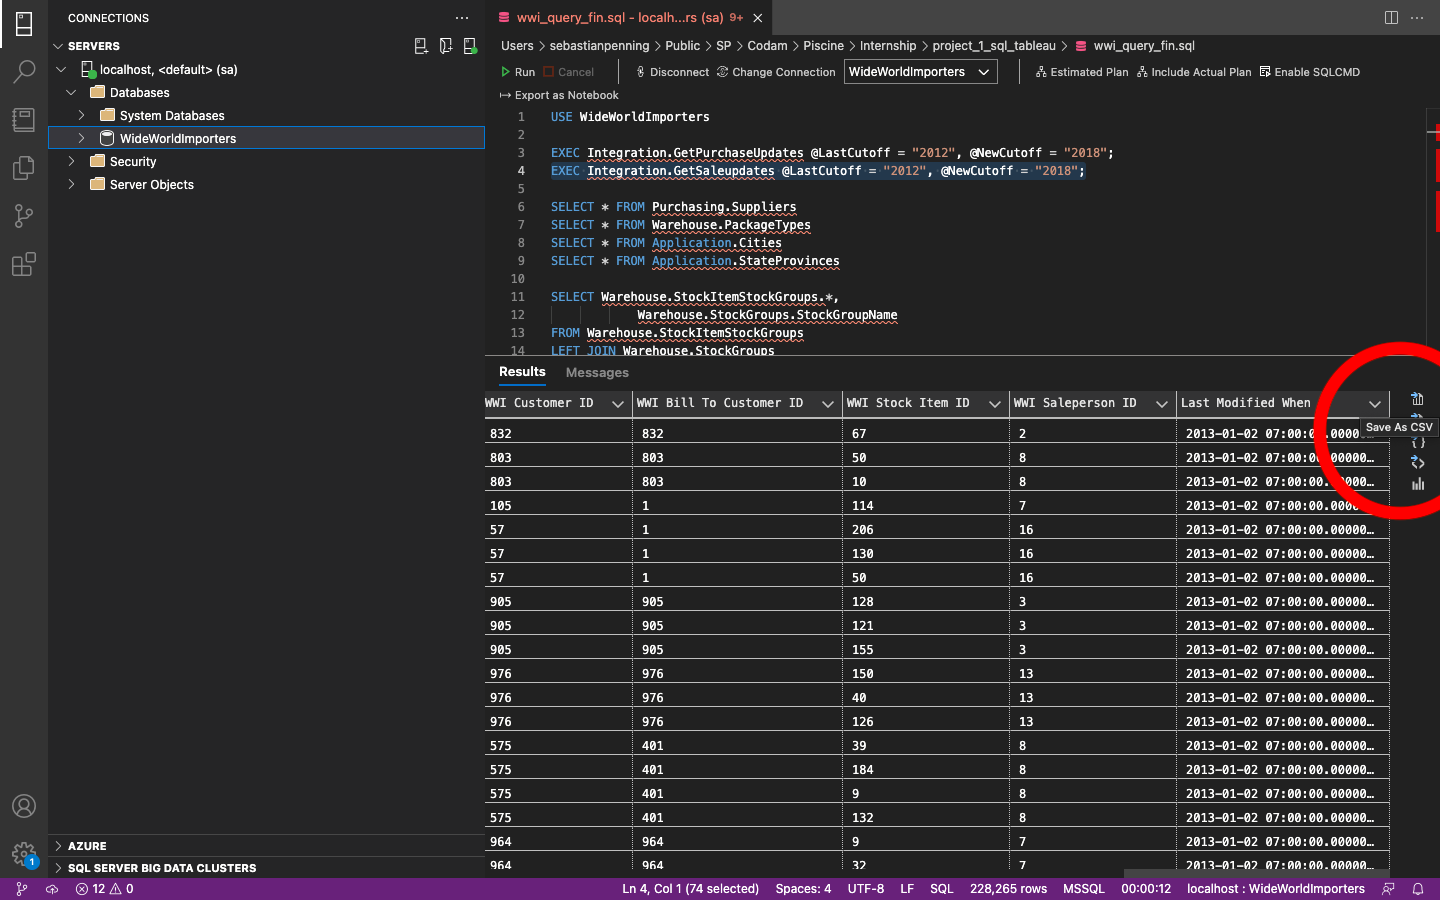 CONNECTIONS
SERVERS
localhost, <default> (sa)
Databases
System Databases
WideWorldImporters
Security
Server Objects
AZURE
SQL SERVER BIG DATA CLUSTERS
wwi_query_fin.sql - localh...rs (sa) 9+
Users > sebastianpenning > Public > SP > Codam > Piscine > Internship > project_1_sql_tableau > wwi_query_fin.sql
Run Cancel Disconnect Change Connection WideWorldImporters Estimated Plan Include Actual Plan Enable SQLCMD
Export as Notebook
1 USE WideWorldImporters
2
3 EXEC Integration.GetPurchaseUpdates @LastCutoff = "2012", @NewCutoff = "2018";
4 EXEC Integration.GetSaleupdates @LastCutoff = "2012", @NewCutoff = "2018";
5
6 SELECT * FROM Purchasing.Suppliers
7 SELECT * FROM Warehouse.PackageTypes
8 SELECT * FROM Application.Cities
9 SELECT * FROM Application.StateProvinces
10
11 SELECT Warehouse.StockItemStockGroups.*,
12 Warehouse.StockGroups.StockGroupName
13 FROM Warehouse.StockItemStockGroups
14 LEFT JOIN Warehouse.StockGroups
Results Messages
WWI Customer ID WWI Bill To Customer ID WWI Stock Item ID WWI Saleperson ID Last Modified When
Save As CSV
832 832 67 2 2013-01-02 07:00:00.00000…
803 803 50 8 2013-01-02 07:00:00.00000…
803 803 10 8 2013-01-02 07:00:00.00000…
105 1 114 7 2013-01-02 07:00:00.00000…
57 1 206 16 2013-01-02 07:00:00.00000…
57 1 130 16 2013-01-02 07:00:00.00000…
57 1 50 16 2013-01-02 07:00:00.00000…
905 905 128 3 2013-01-02 07:00:00.00000…
905 905 121 3 2013-01-02 07:00:00.00000…
905 905 155 3 2013-01-02 07:00:00.00000…
976 976 150 13 2013-01-02 07:00:00.00000…
976 976 40 13 2013-01-02 07:00:00.00000…
976 976 126 13 2013-01-02 07:00:00.00000…
575 401 39 8 2013-01-02 07:00:00.00000…
575 401 184 8 2013-01-02 07:00:00.00000…
575 401 9 8 2013-01-02 07:00:00.00000…
575 401 132 8 2013-01-02 07:00:00.00000…
964 964 9 7 2013-01-02 07:00:00.00000…
964 964 32 7 2013-01-02 07:00:00.00000…
1
12 0 Ln 4, Col 1 (74 selected) Spaces: 4 UTF-8 LF SQL 228,265 rows MSSQL 00:00:12 localhost : WideWorldImporters